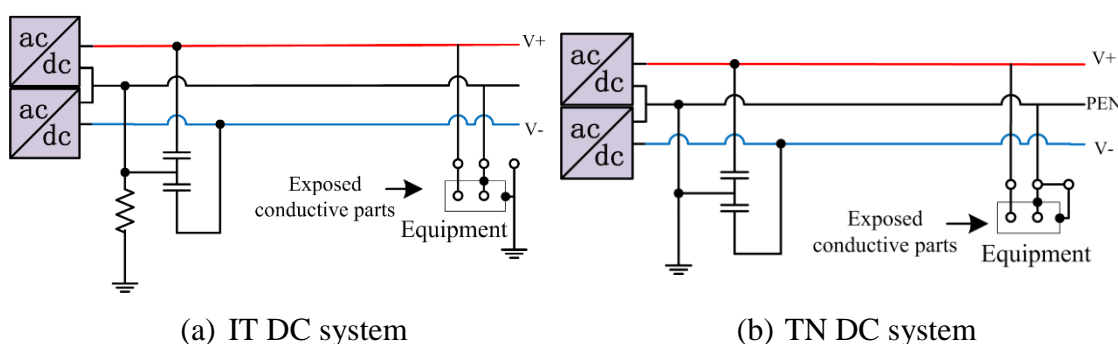 ac
dc
ac
dc
V+
V-
Exposed
conductive parts
Equipment
(a) IT DC system
ac
dc
ac
dc
V+
PEN
V-
Exposed
conductive parts
Equipment
(b) TN DC system